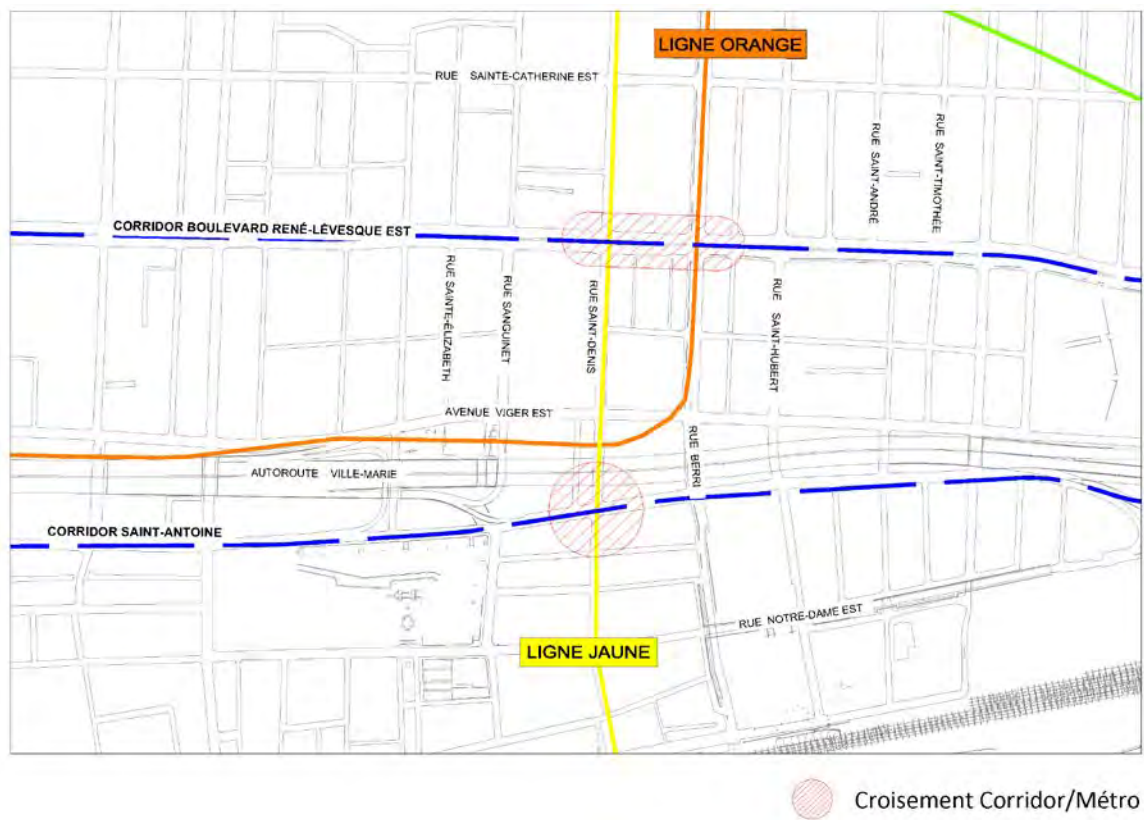 LIGNE ORANGE
RUE SAINTE-CATHERINE EST
RUE SAINT-ANDRÉ
RUE SAINT-TIMOTHÉE
CORRIDOR BOULEVARD RENÉ-LÉVESQUE EST
RUE SAINTE-ÉLIZABETH
RUE SANGUINET
RUE SAINT-DENIS
RUE SAINT-HUBERT
AVENUE VIGER EST
RUE BERRI
AUTOROUTE VILLE-MARIE
CORRIDOR SAINT-ANTOINE
RUE NOTRE-DAME EST
LIGNE JAUNE
Croisement Corridor/Métro